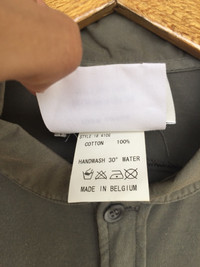 COTTON 100%
HANDWASH 30° WATER
MADE IN BELGIUM